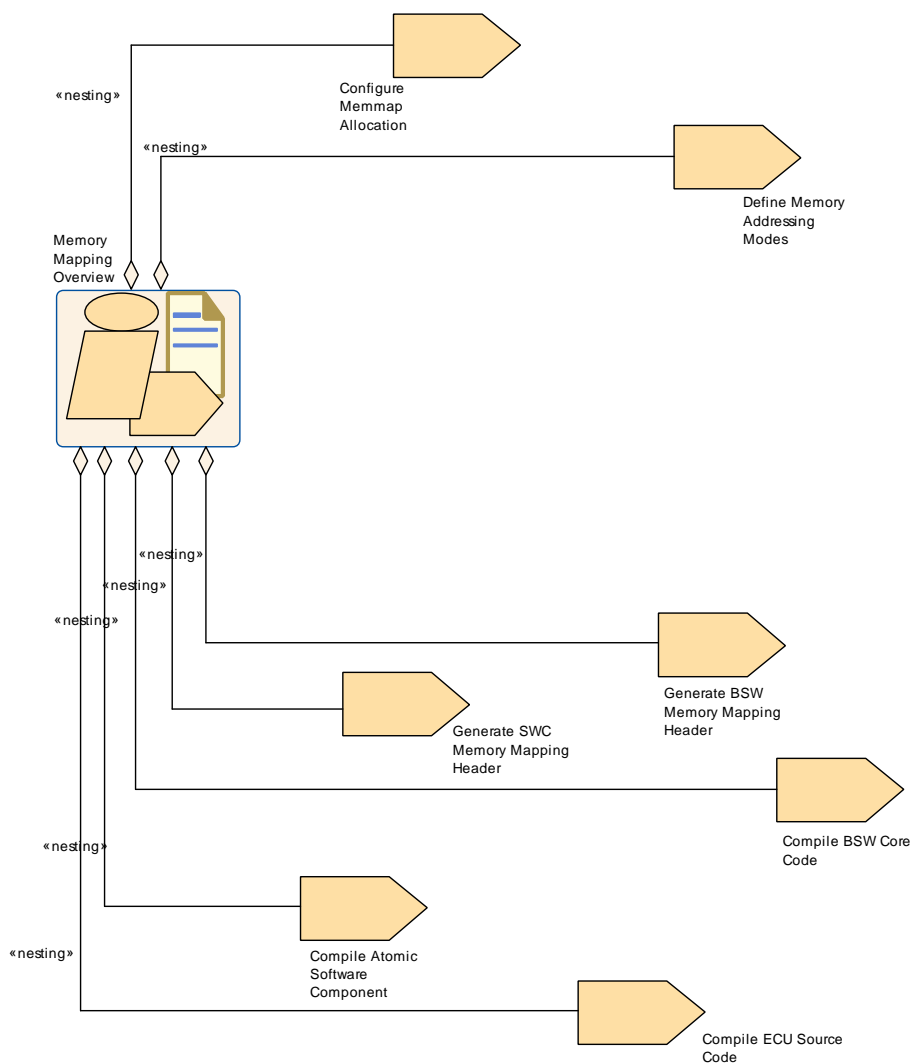 Configure
Memmap
Allocation
«nesting»
«nesting»
Define Memory
Addressing
Modes
Memory
Mapping
Overview
«nesting»
«nesting»
«nesting»
Generate BSW
Memory Mapping
Header
Generate SWC
Memory Mapping
Header
Compile BSW Core
Code
«nesting»
Compile Atomic
Software
Component
«nesting»
Compile ECU Source
Code